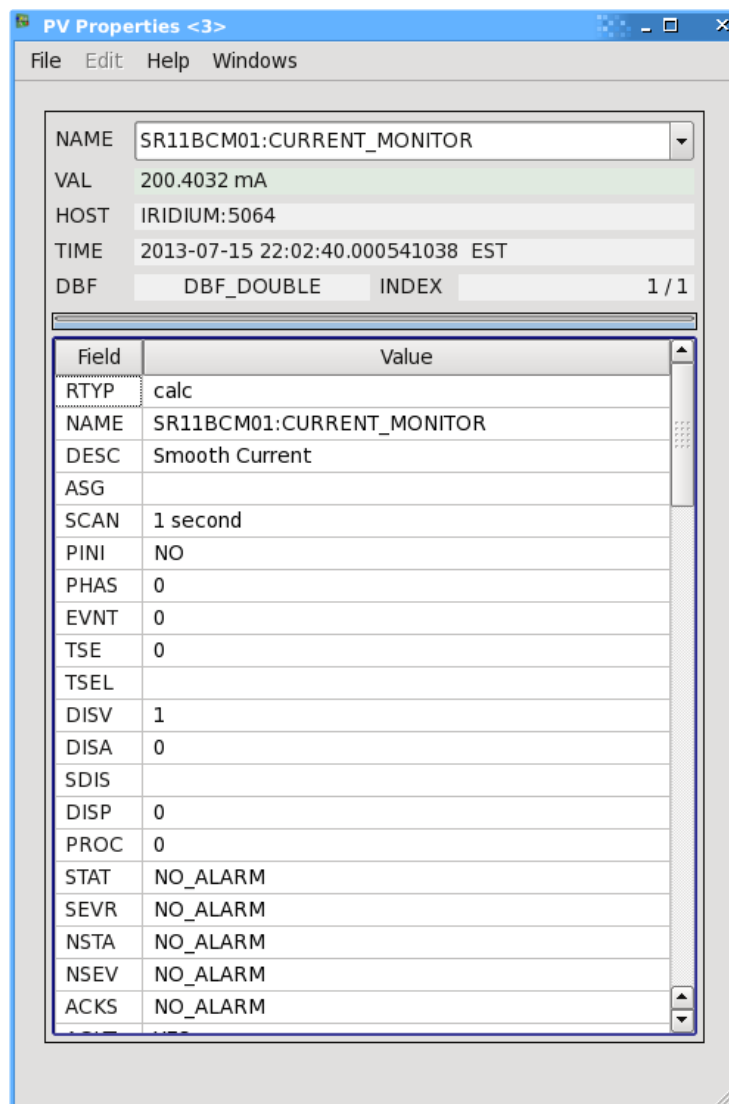 PV Properties <3>
File Edit Help Windows
NAME SR11BCM01:CURRENT_MONITOR
VAL 200.4032 mA
HOST IRIDIUM:5064
TIME 2013-07-15 22:02:40.000541038 EST
DBF DBF_DOUBLE INDEX 1 / 1
Field Value
RTYP calc
NAME SR11BCM01:CURRENT_MONITOR
DESC Smooth Current
ASG
SCAN 1 second
PINI NO
PHAS 0
EVNT 0
TSE 0
TSEL
DISV 1
DISA 0
SDIS
DISP 0
PROC 0
STAT NO_ALARM
SEVR NO_ALARM
NSTA NO_ALARM
NSEV NO_ALARM
ACKS NO_ALARM